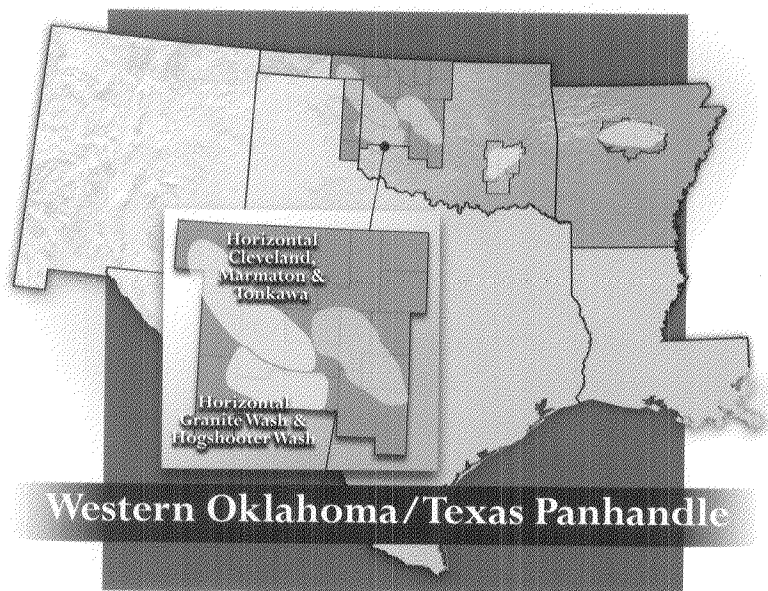 Horizontal
Cleveland,
Marmaton &
Tonkawa
Horizontal
Granite Wash &
Hogshooter Wash
Western Oklahoma/Texas Panhandle